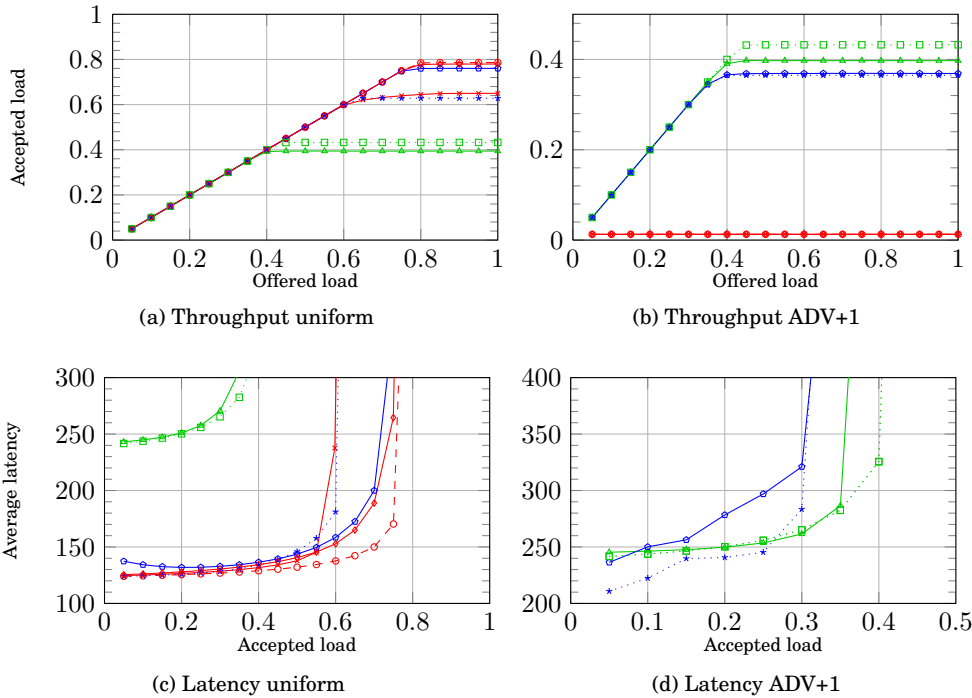 1
0.8
0.6
0.4
0.2
0
Accepted load
0 0.2 0.4 0.6 0.8 1
Offered load
(a) Throughput uniform
0.4
0.2
0
0 0.2 0.4 0.6 0.8 1
Offered load
(b) Throughput ADV+1
300
250
200
150
100
Average latency
0 0.2 0.4 0.6 0.8 1
Accepted load
(c) Latency uniform
400
350
300
250
200
0 0.1 0.2 0.3 0.4 0.5
Accepted load
(d) Latency ADV+1